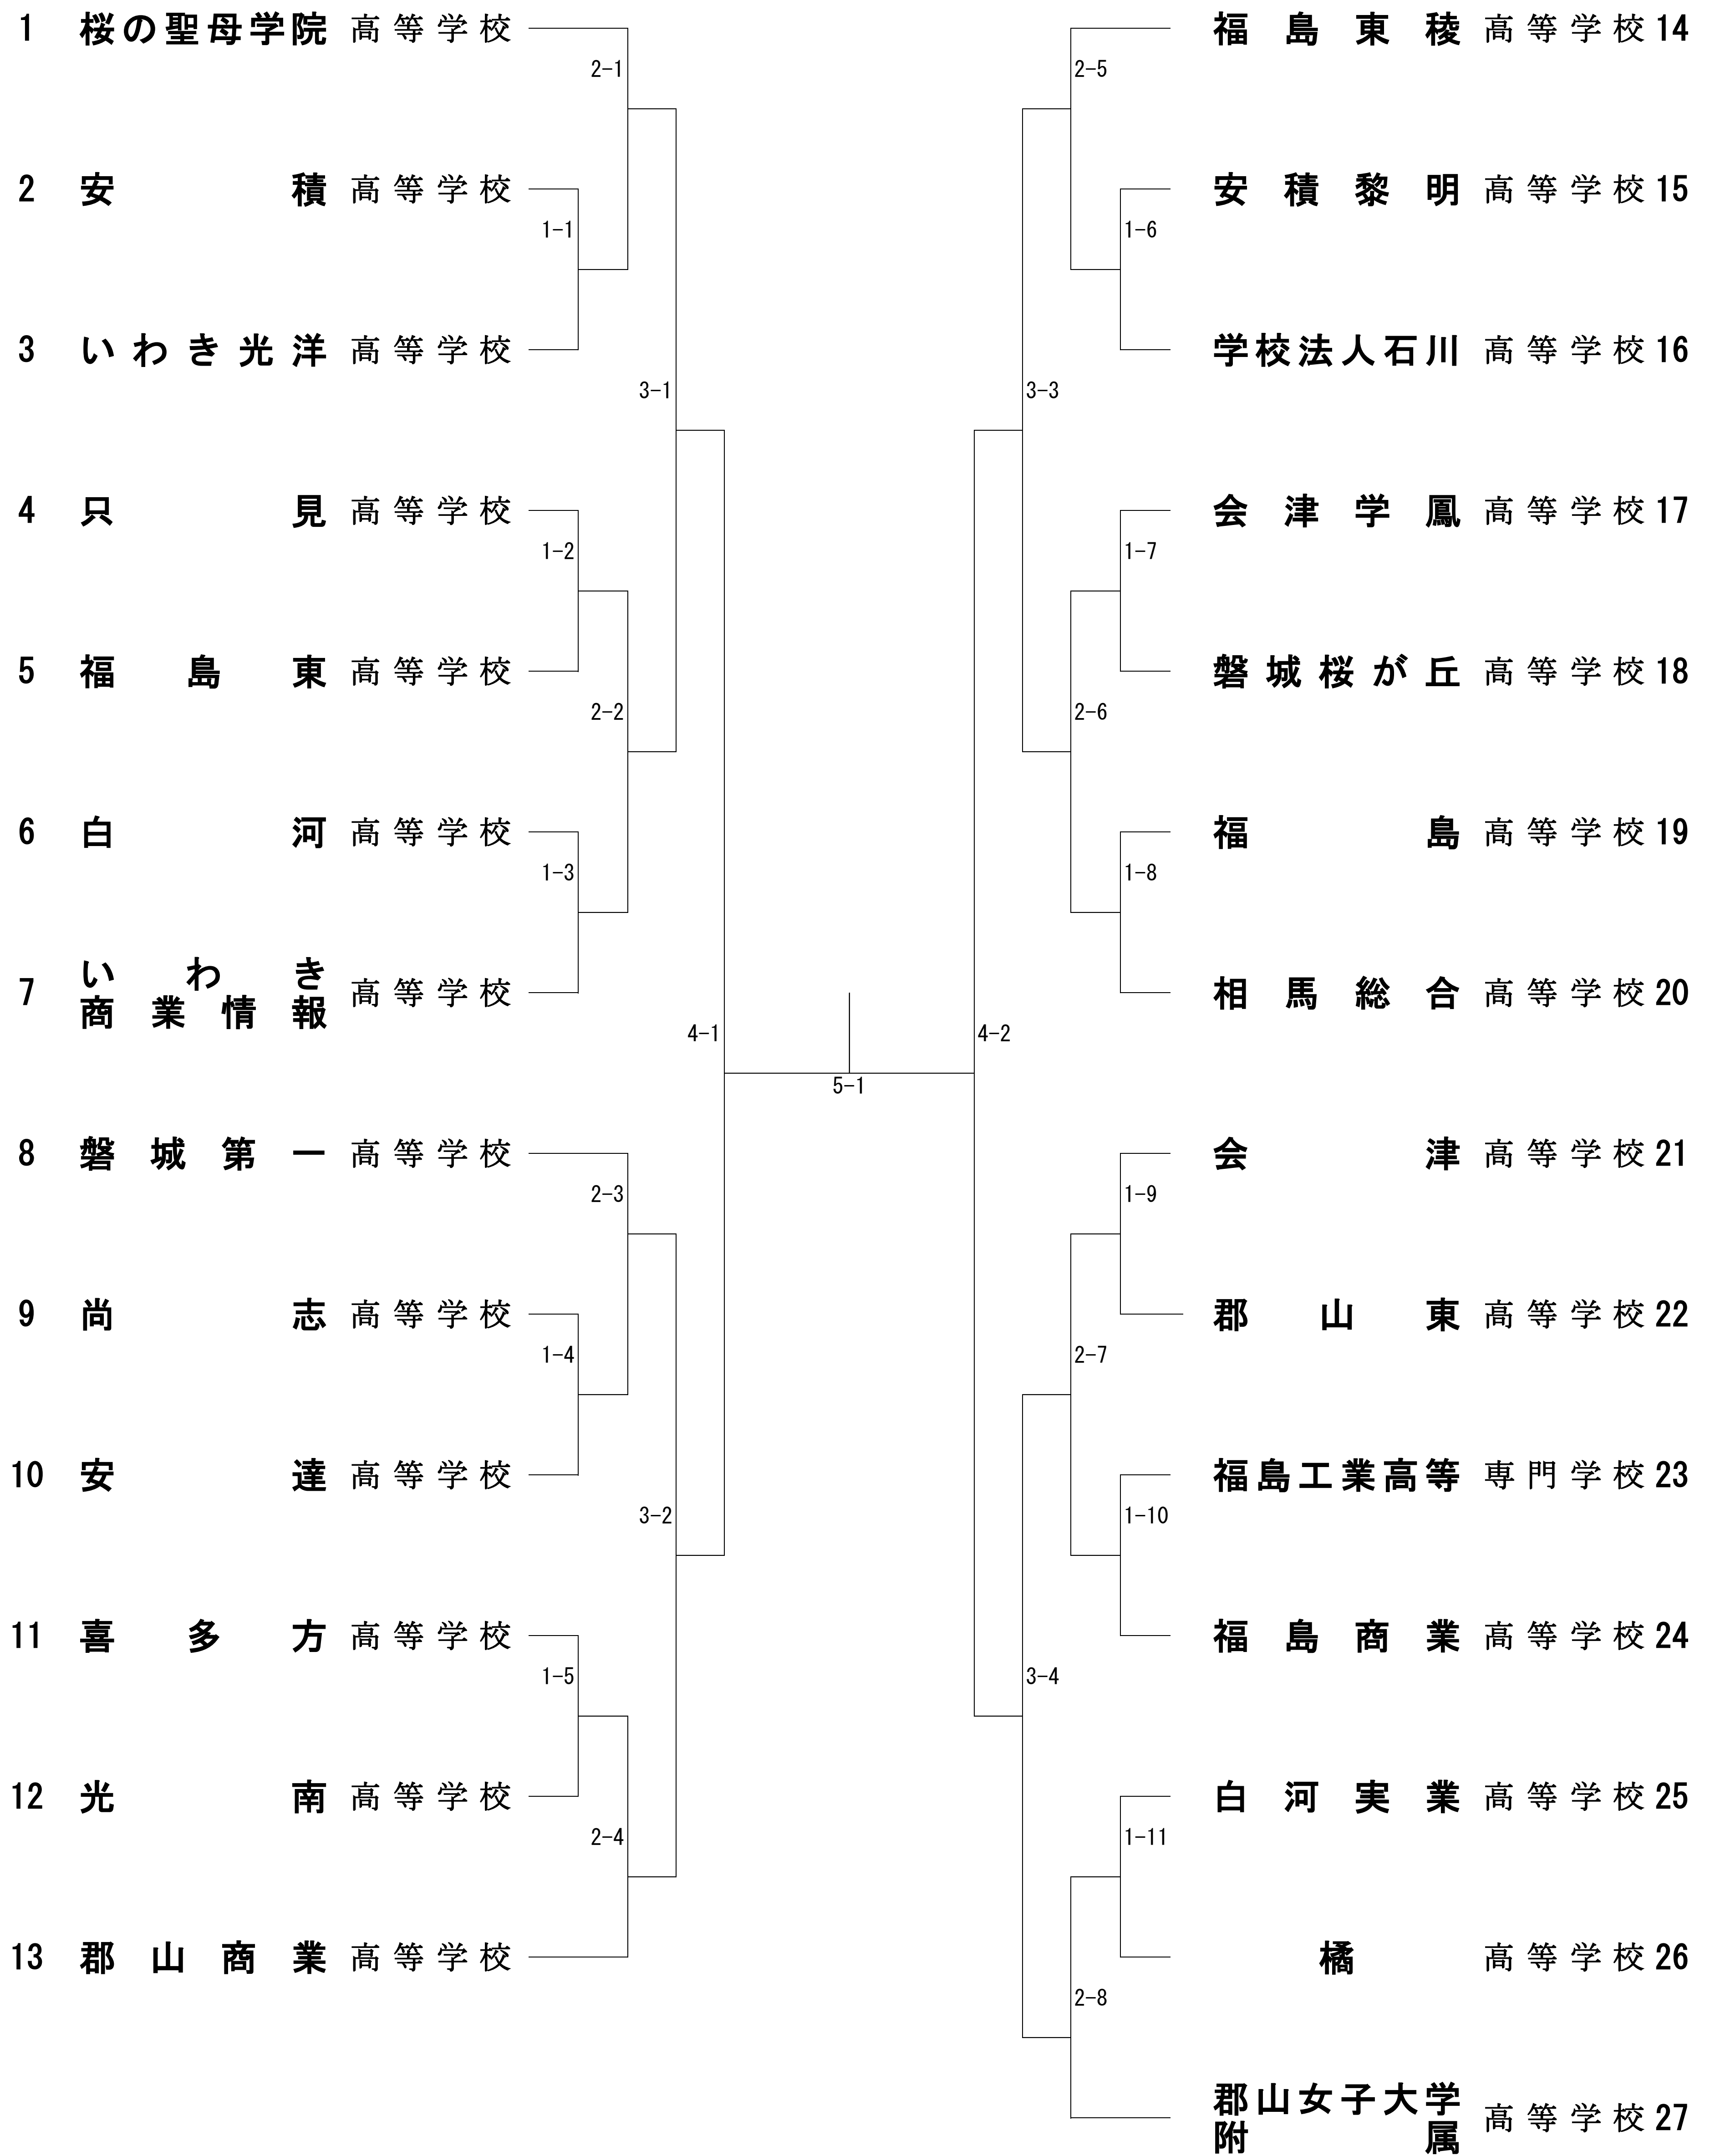 1 桜の聖母学院 高等学校
2-1
2 安積 高等学校
1-1
3 いわき光洋 高等学校
3-1
4 只見 高等学校
1-2
5 福島東 高等学校
2-2
6 白河 高等学校
1-3
7 いわき
商業情報 高等学校
4-1
8 磐城第一 高等学校
2-3
9 尚志 高等学校
1-4
10 安達 高等学校
3-2
11 喜多方 高等学校
1-5
12 光南 高等学校
2-4
13 郡山商業 高等学校
5-1
福島東稜 高等学校 14
2-5
安積黎明 高等学校 15
1-6
学校法人石川 高等学校 16
3-3
会津学鳳 高等学校 17
1-7
磐城桜が丘 高等学校 18
2-6
福島 高等学校 19
1-8
相馬総合 高等学校 20
4-2
会津 高等学校 21
1-9
郡山東 高等学校 22
2-7
福島工業高等 専門学校 23
1-10
福島商業 高等学校 24
3-4
白河実業 高等学校 25
1-11
橘 高等学校 26
2-8
郡山女子大学
附属 高等学校 27